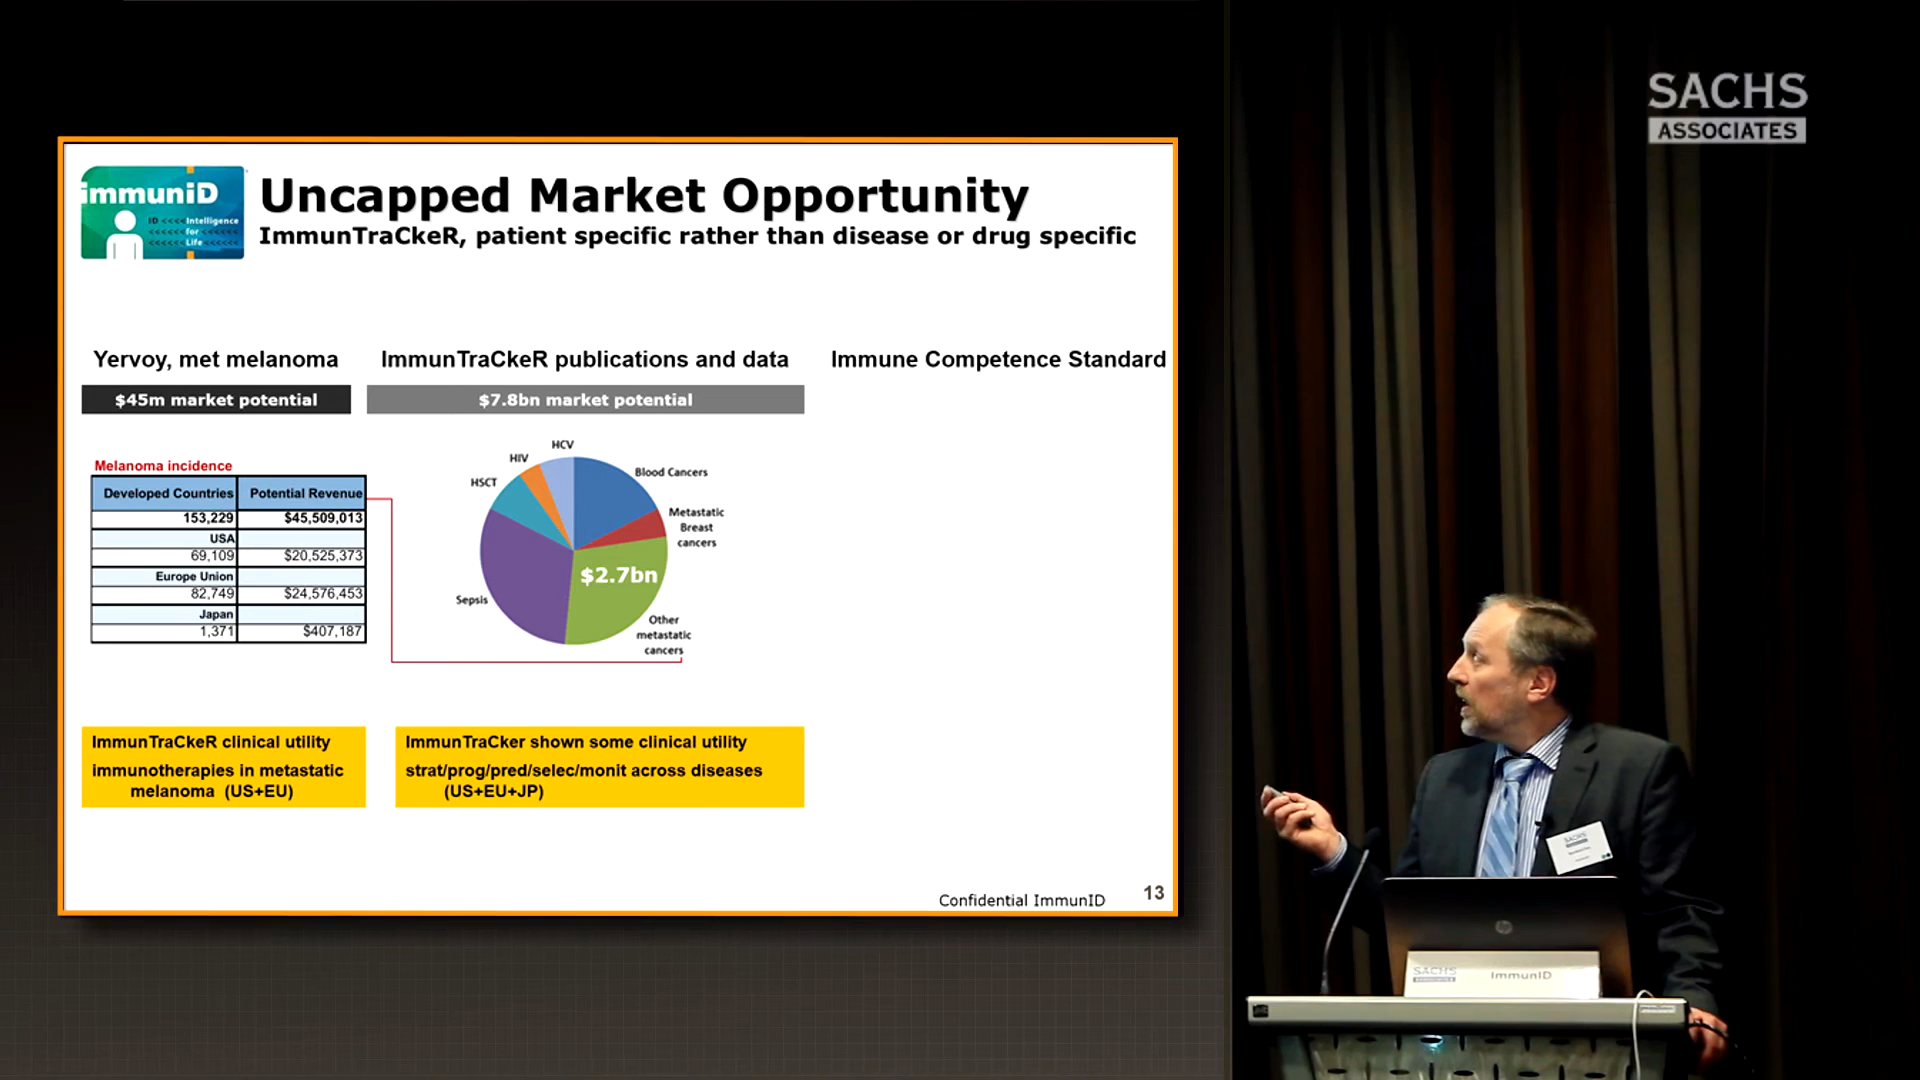 SACHS
ASSOCIATES
immuniD
ID <<<<Intelligence
<<<<<< for <<<<<<
<<<<<< Life <<<<<<
Uncapped Market Opportunity
ImmunTraCkeR, patient specific rather than disease or drug specific
Yervoy, met melanoma
$45m market potential
Melanoma incidence
Developed Countries Potential Revenue
153,229 $45,509,013
USA
69,109 $20,525,373
Europe Union
82,749 $24,576,453
Japan
1,371 $407,187
ImmunTraCkeR clinical utility
immunotherapies in metastatic
melanoma (US+EU)
ImmunTraCkeR publications and data
$7.8bn market potential
HCV
HIV
HSCT
Blood Cancers
Metastatic
Breast
cancers
$2.7bn
Sepsis
Other
metastatic
cancers
ImmunTraCker shown some clinical utility
strat/prog/pred/selec/monit across diseases
(US+EU+JP)
Immune Competence Standard
Confidential ImmunID
13
SACHS
SACHS
ImmunID
hp